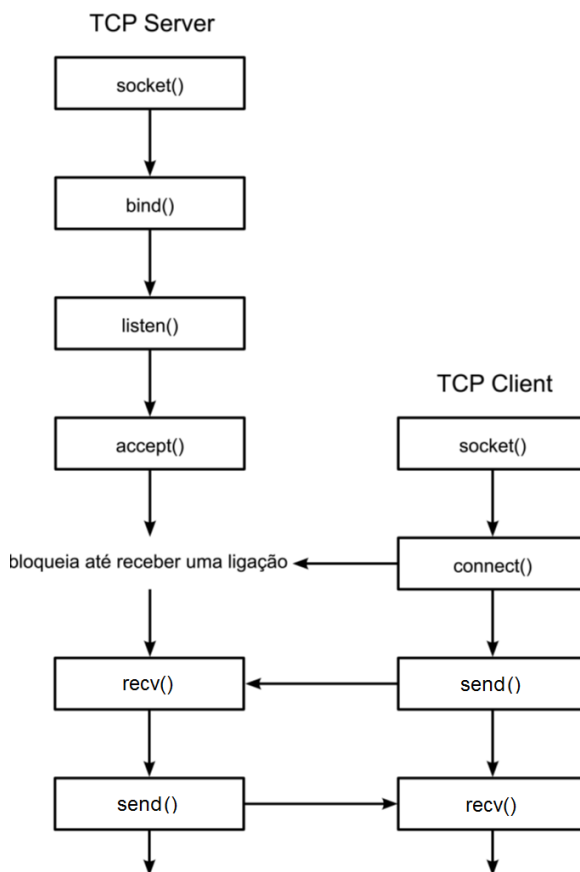 TCP Server
socket()
bind()
listen()
accept()
bloqueia até receber uma ligação
recv()
send()
TCP Client
socket()
connect()
send()
recv()